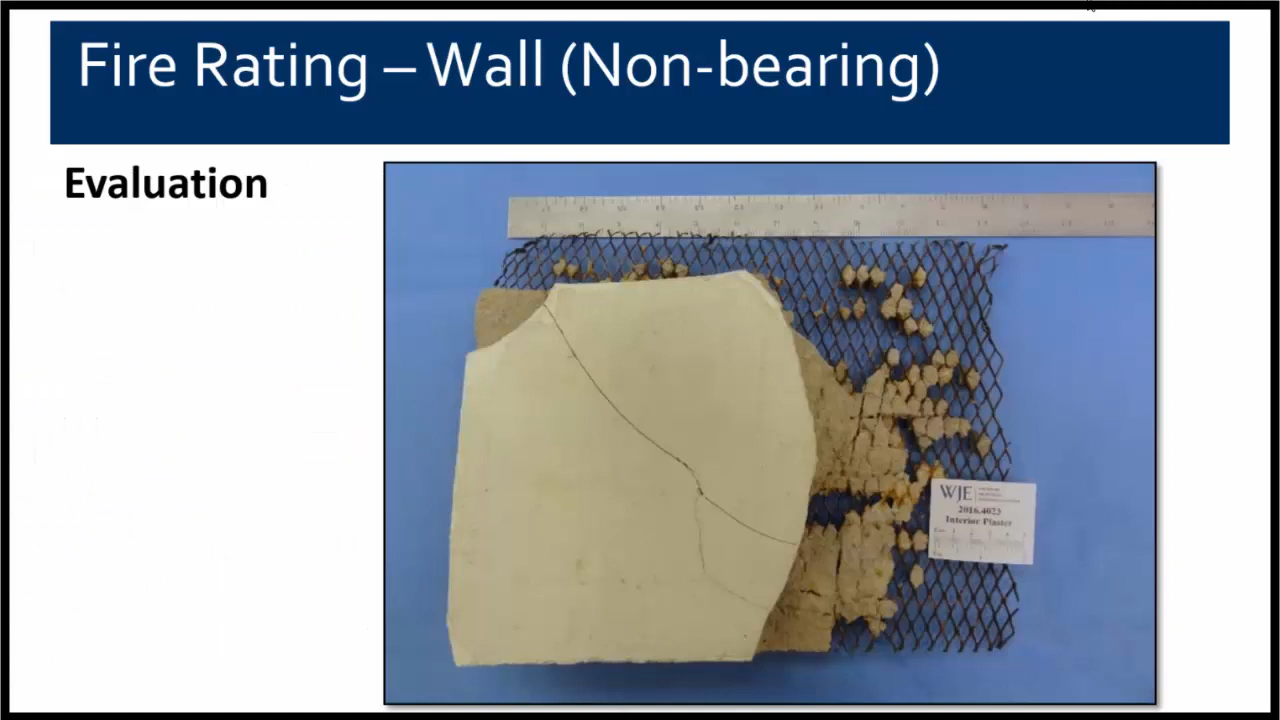 Fire Rating – Wall (Non-bearing)
Evaluation
WJE
2016.4023
Interior Plaster